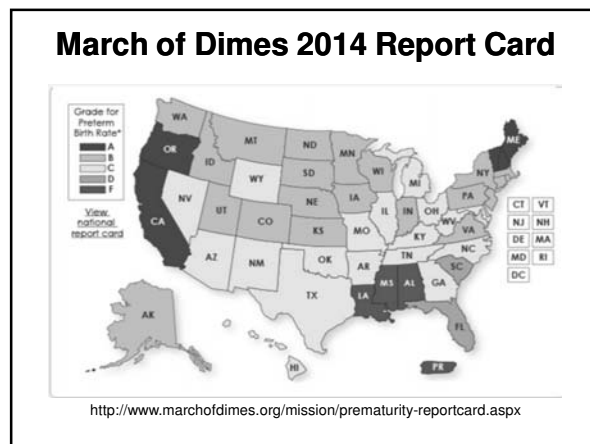 March of Dimes 2014 Report Card
Grade for
Preterm
Birth Rate*
A
B
C
D
F
View
national
report card
WA
OR
CA
NV
ID
MT
WY
UT
AZ
CO
NM
ND
SD
NE
KS
OK
TX
MN
IA
MO
AR
LA
WI
IL
MS
MI
IN
KY
TN
AL
OH
WV
GA
FL
SC
NC
VA
PA
NY
ME
AK
HI
PR
CT VT
NJ NH
DE MA
MD RI
DC
http://www.marchofdimes.org/mission/prematurity-reportcard.aspx